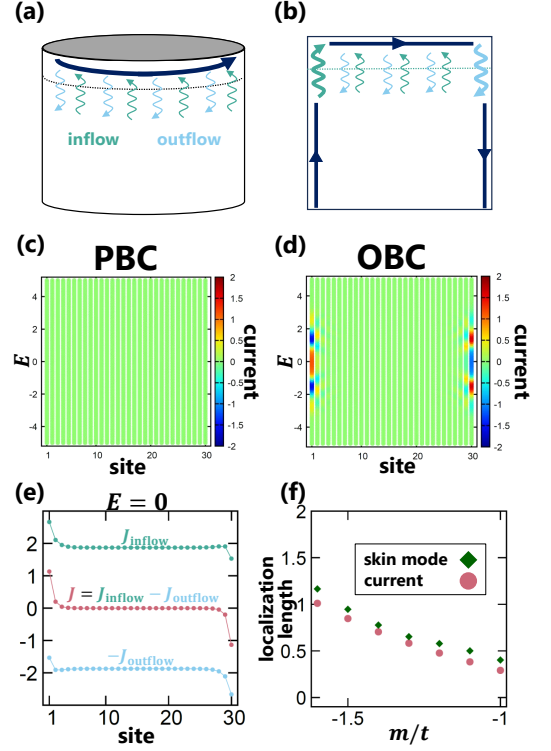 (a)
inflow outflow
(b)
(c) PBC
E
4
2
0
-2
-4
1 10 20 30
site
2
1.5
1
0.5
0
-0.5
-1
-1.5
-2
current
(d) OBC
E
4
2
0
-2
-4
1 10 20 30
site
2
1.5
1
0.5
0
-0.5
-1
-1.5
-2
current
(e) E = 0
2
1
0
-1
-2
J_inflow
J = J_inflow − J_outflow
−J_outflow
1 10 20 30
site
(f)
2
1.5
1
0.5
0
localization
length
skin mode
current
-1.5 -1
m/t